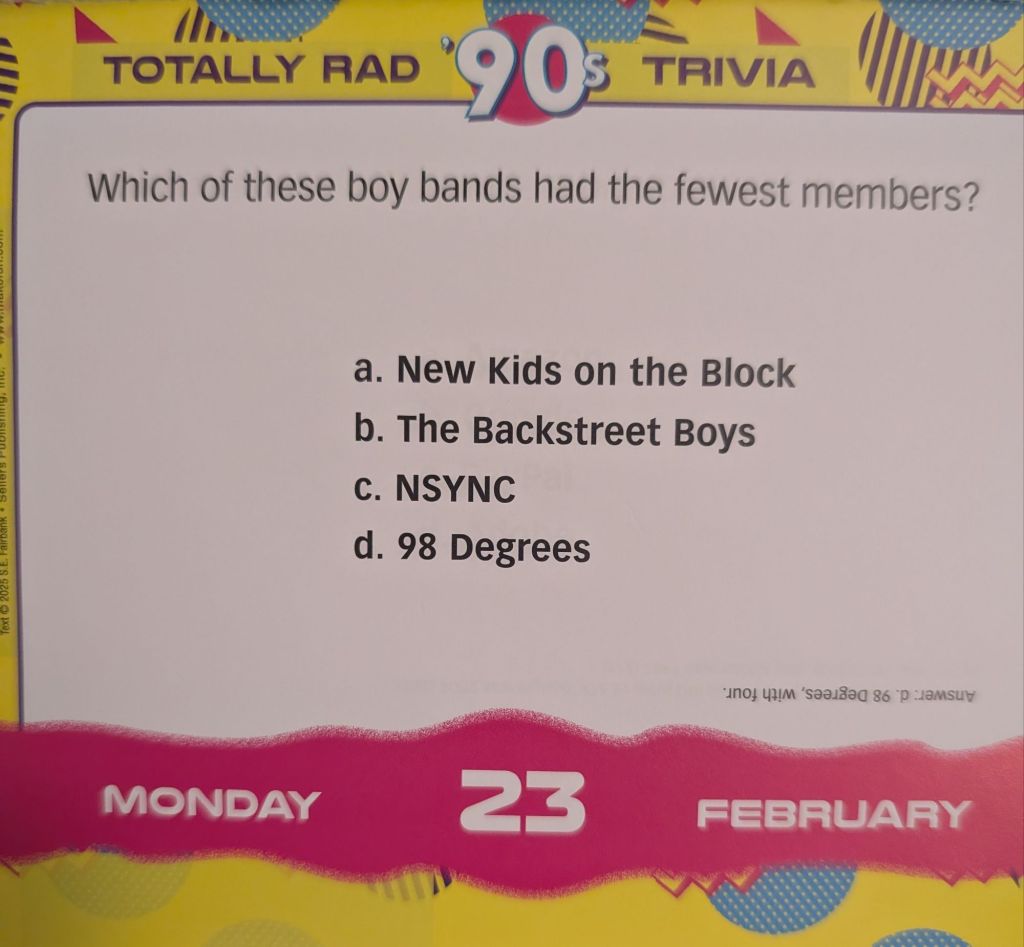 TOTALLY RAD '90s TRIVIA
Which of these boy bands had the fewest members?
a. New Kids on the Block
b. The Backstreet Boys
c. NSYNC
d. 98 Degrees
Answer: d. 98 Degrees, with four.
MONDAY 23 FEBRUARY
Text © 2025 S.E. Fairbank • Sellers Publishing, Inc. •